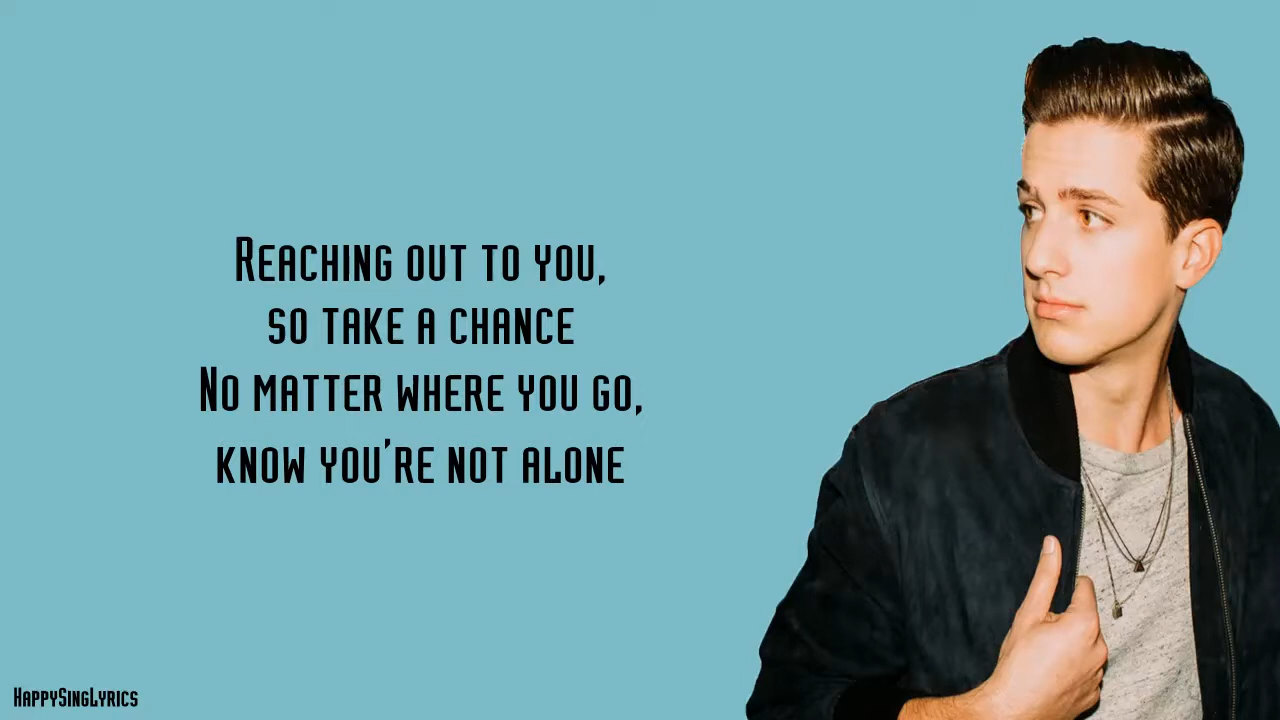 Reaching out to you,
so take a chance
No matter where you go,
know you're not alone
HappySingLyrics